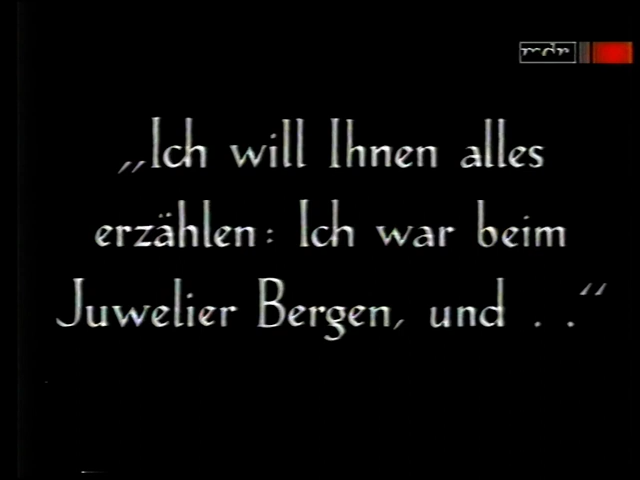 mdr
„Ich will Ihnen alles
erzählen: Ich war beim
Juwelier Bergen, und . .“